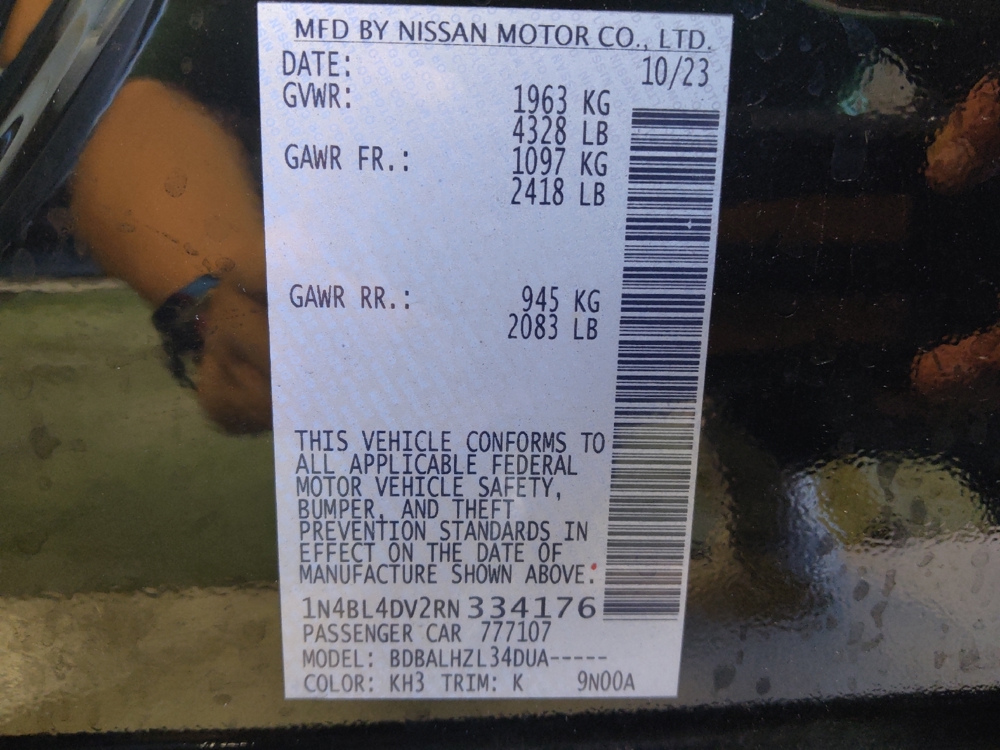 MFD BY NISSAN MOTOR CO., LTD.
DATE: 10/23
GVWR: 1963 KG
4328 LB
GAWR FR.: 1097 KG
2418 LB
GAWR RR.: 945 KG
2083 LB
THIS VEHICLE CONFORMS TO
ALL APPLICABLE FEDERAL
MOTOR VEHICLE SAFETY,
BUMPER, AND THEFT
PREVENTION STANDARDS IN
EFFECT ON THE DATE OF
MANUFACTURE SHOWN ABOVE.
1N4BL4DV2RN334176
PASSENGER CAR 777107
MODEL: BDBALHZL34DUA-----
COLOR: KH3 TRIM: K 9N00A